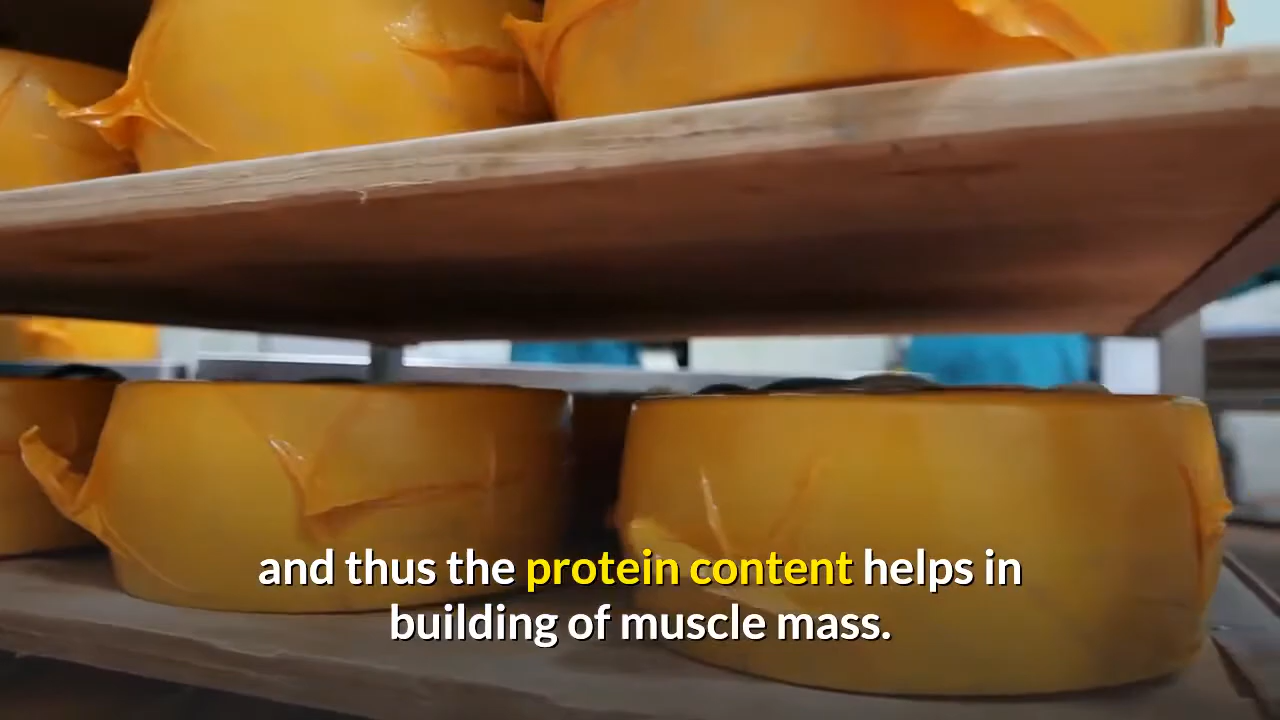 and thus the protein content helps in
building of muscle mass.